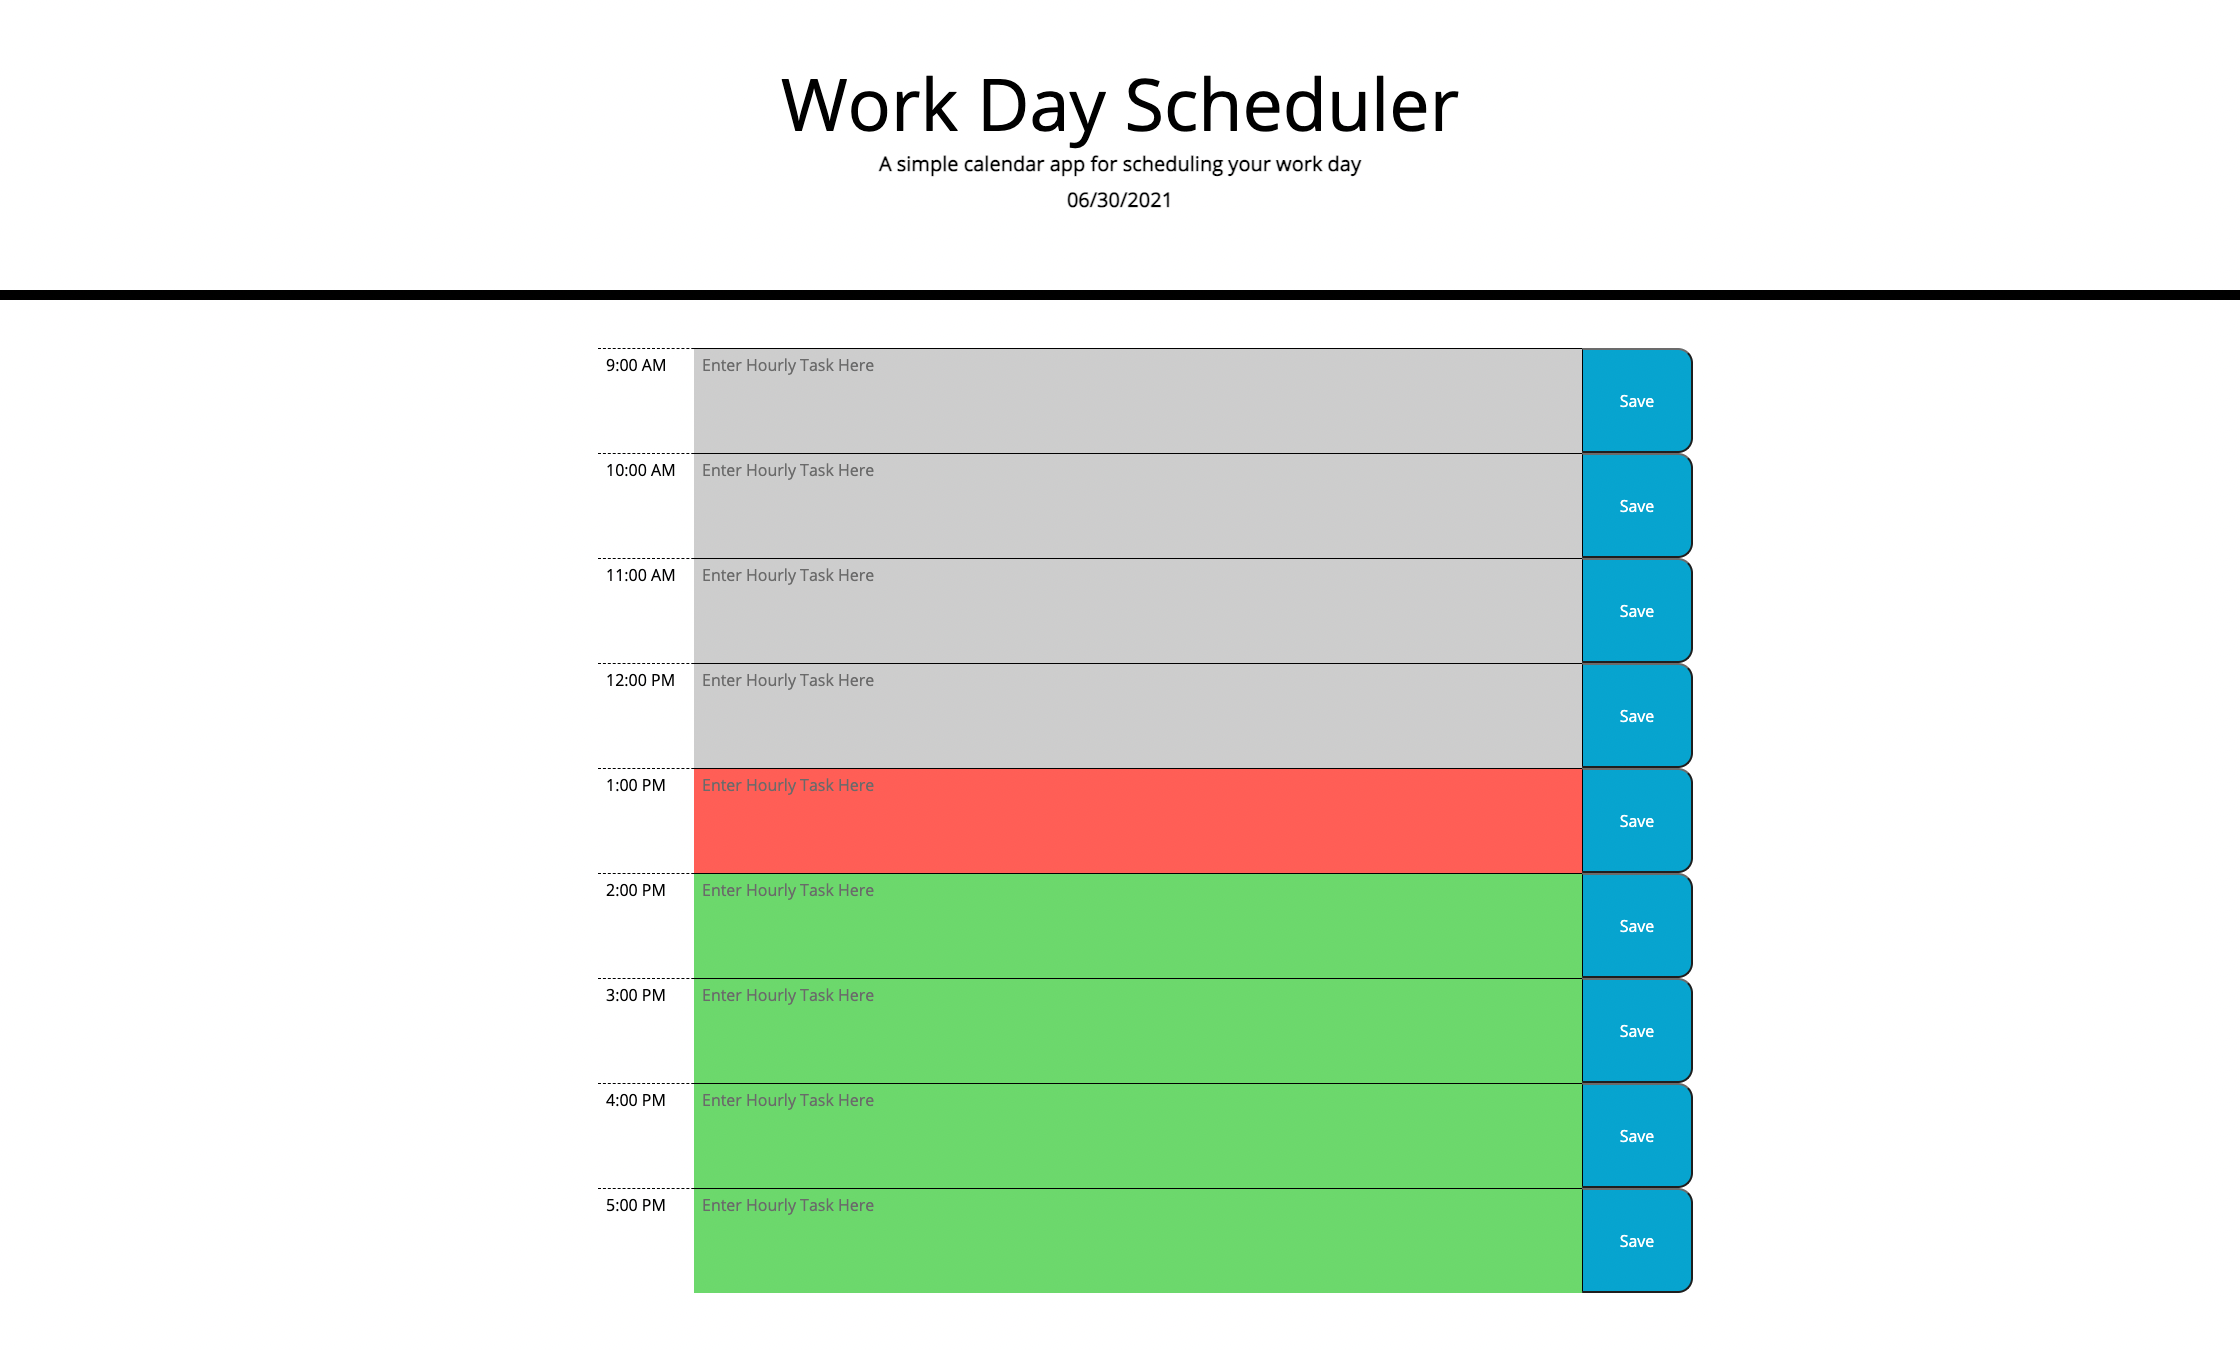 Work Day Scheduler
A simple calendar app for scheduling your work day
06/30/2021
9:00 AM Enter Hourly Task Here Save
10:00 AM Enter Hourly Task Here Save
11:00 AM Enter Hourly Task Here Save
12:00 PM Enter Hourly Task Here Save
1:00 PM Enter Hourly Task Here Save
2:00 PM Enter Hourly Task Here Save
3:00 PM Enter Hourly Task Here Save
4:00 PM Enter Hourly Task Here Save
5:00 PM Enter Hourly Task Here Save